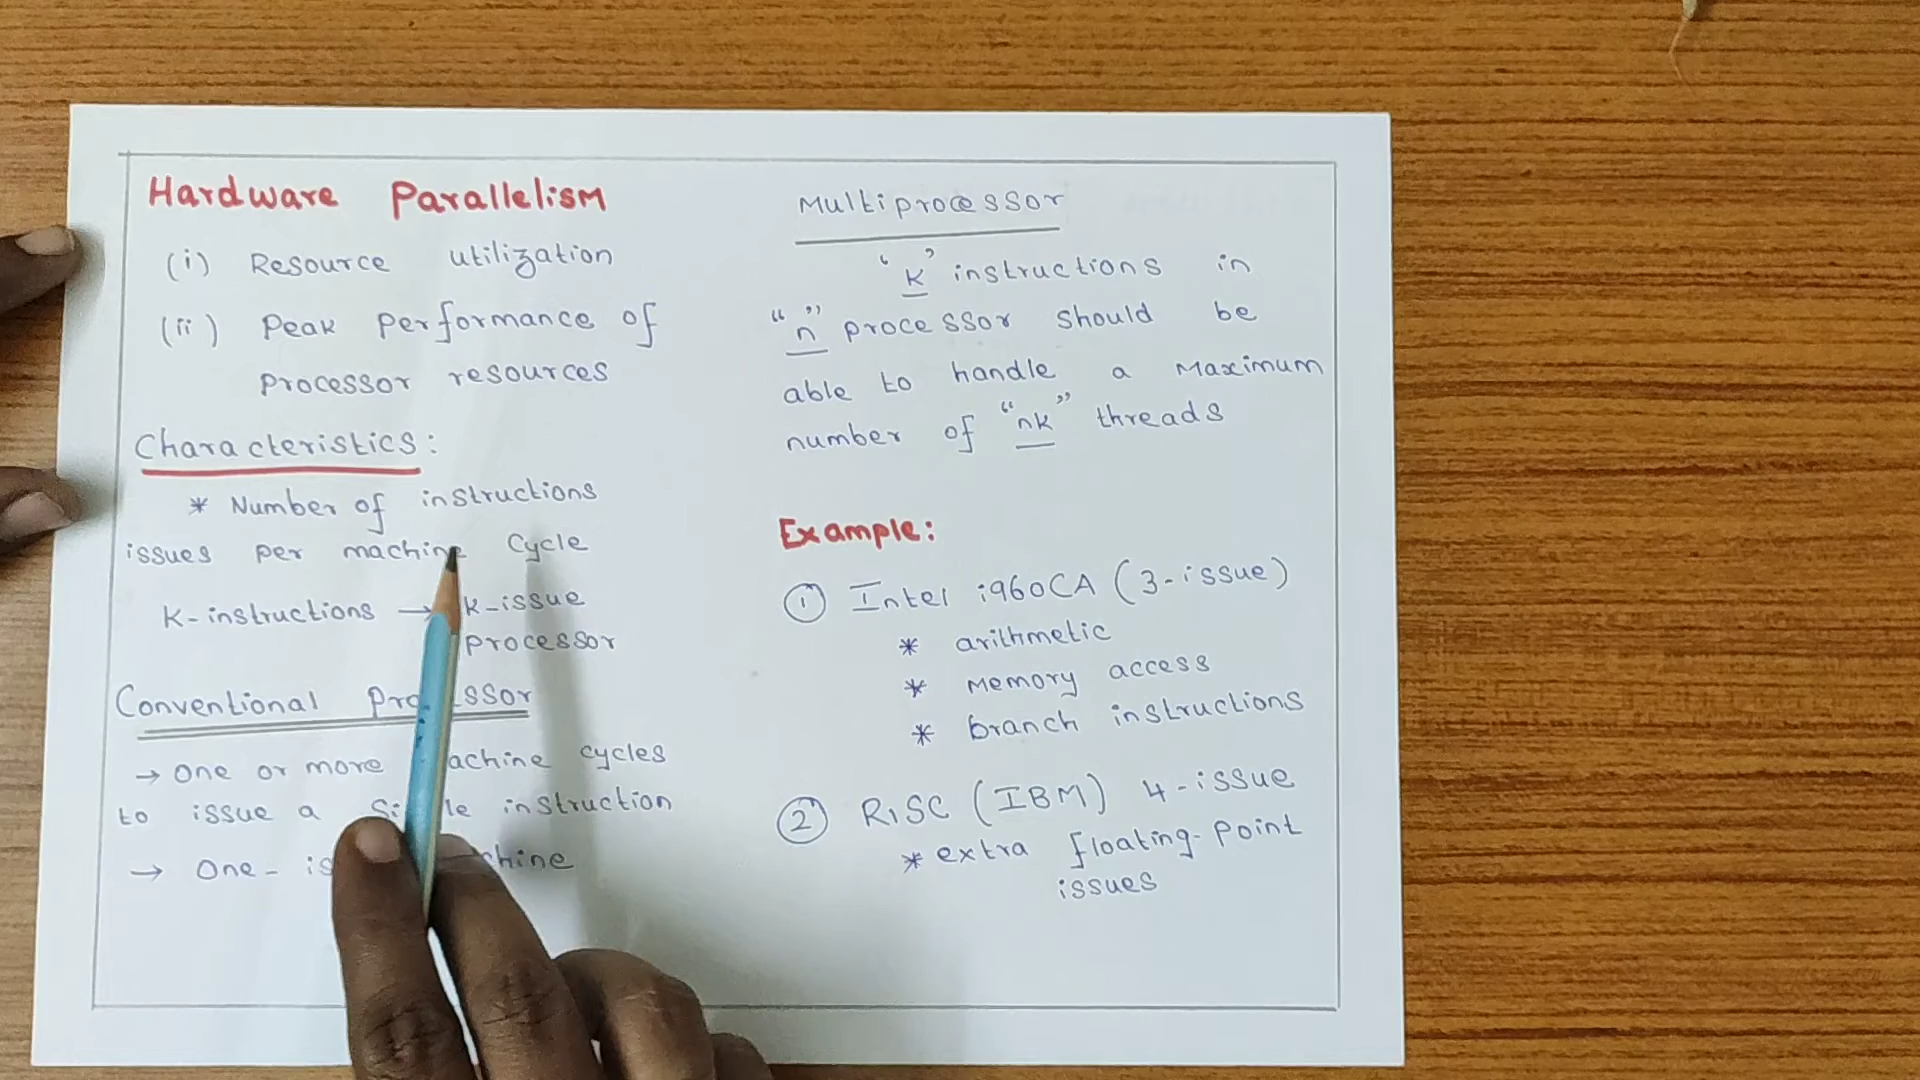 Hardware Parallelism
(i) Resource utilization
(ii) Peak performance of
processor resources
Characteristics:
* Number of instructions
issues per machine cycle
K-instructions → k-issue
processor
Conventional
→ One or more machine cycles
to issue a instruction
→ One-
Multiprocessor
'k' instructions in
"n" processor should be
able to handle a maximum
number of "nk" threads
Example:
① Intel i960CA (3-issue)
* arithmetic
* Memory access
* branch instructions
② RISC (IBM) 4-issue
* extra floating-point
issues